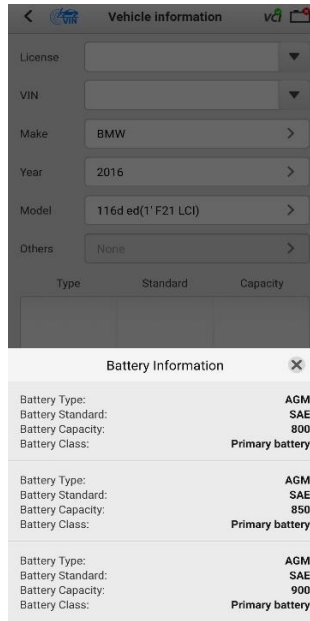 VIN Vehicle information vci
License
VIN
Make BMW
Year 2016
Model 116d ed(1' F21 LCI)
Others None
Type Standard Capacity
Battery Information
Battery Type: AGM
Battery Standard: SAE
Battery Capacity: 800
Battery Class: Primary battery
Battery Type: AGM
Battery Standard: SAE
Battery Capacity: 850
Battery Class: Primary battery
Battery Type: AGM
Battery Standard: SAE
Battery Capacity: 900
Battery Class: Primary battery